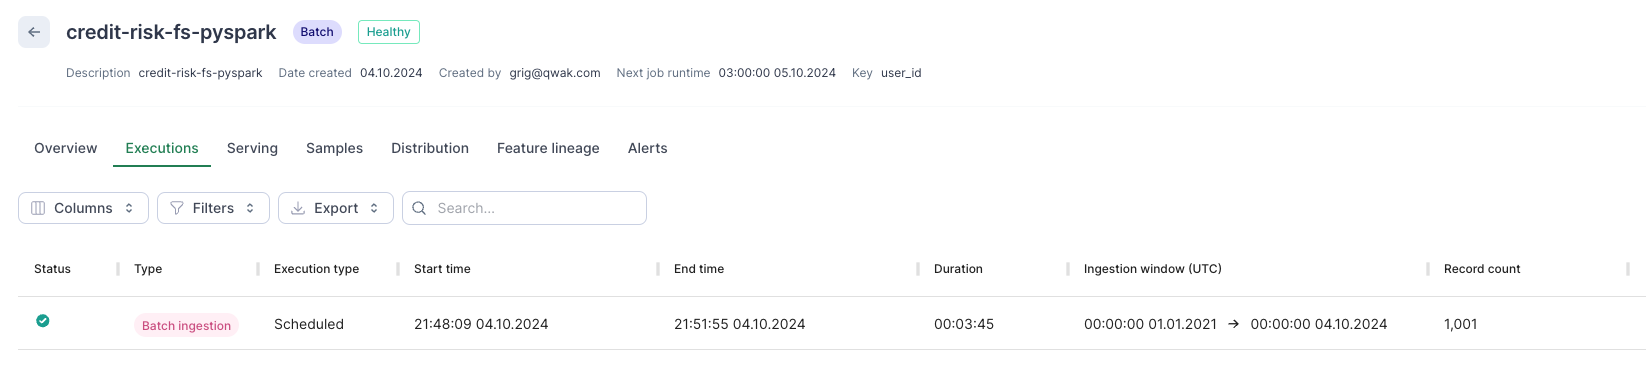 credit-risk-fs-pyspark Batch Healthy
Description credit-risk-fs-pyspark Date created 04.10.2024 Created by grig@qwak.com Next job runtime 03:00:00 05.10.2024 Key user_id
Overview Executions Serving Samples Distribution Feature lineage Alerts
Columns Filters Export Search...
Status Type Execution type Start time End time Duration Ingestion window (UTC) Record count
Batch ingestion Scheduled 21:48:09 04.10.2024 21:51:55 04.10.2024 00:03:45 00:00:00 01.01.2021 → 00:00:00 04.10.2024 1,001